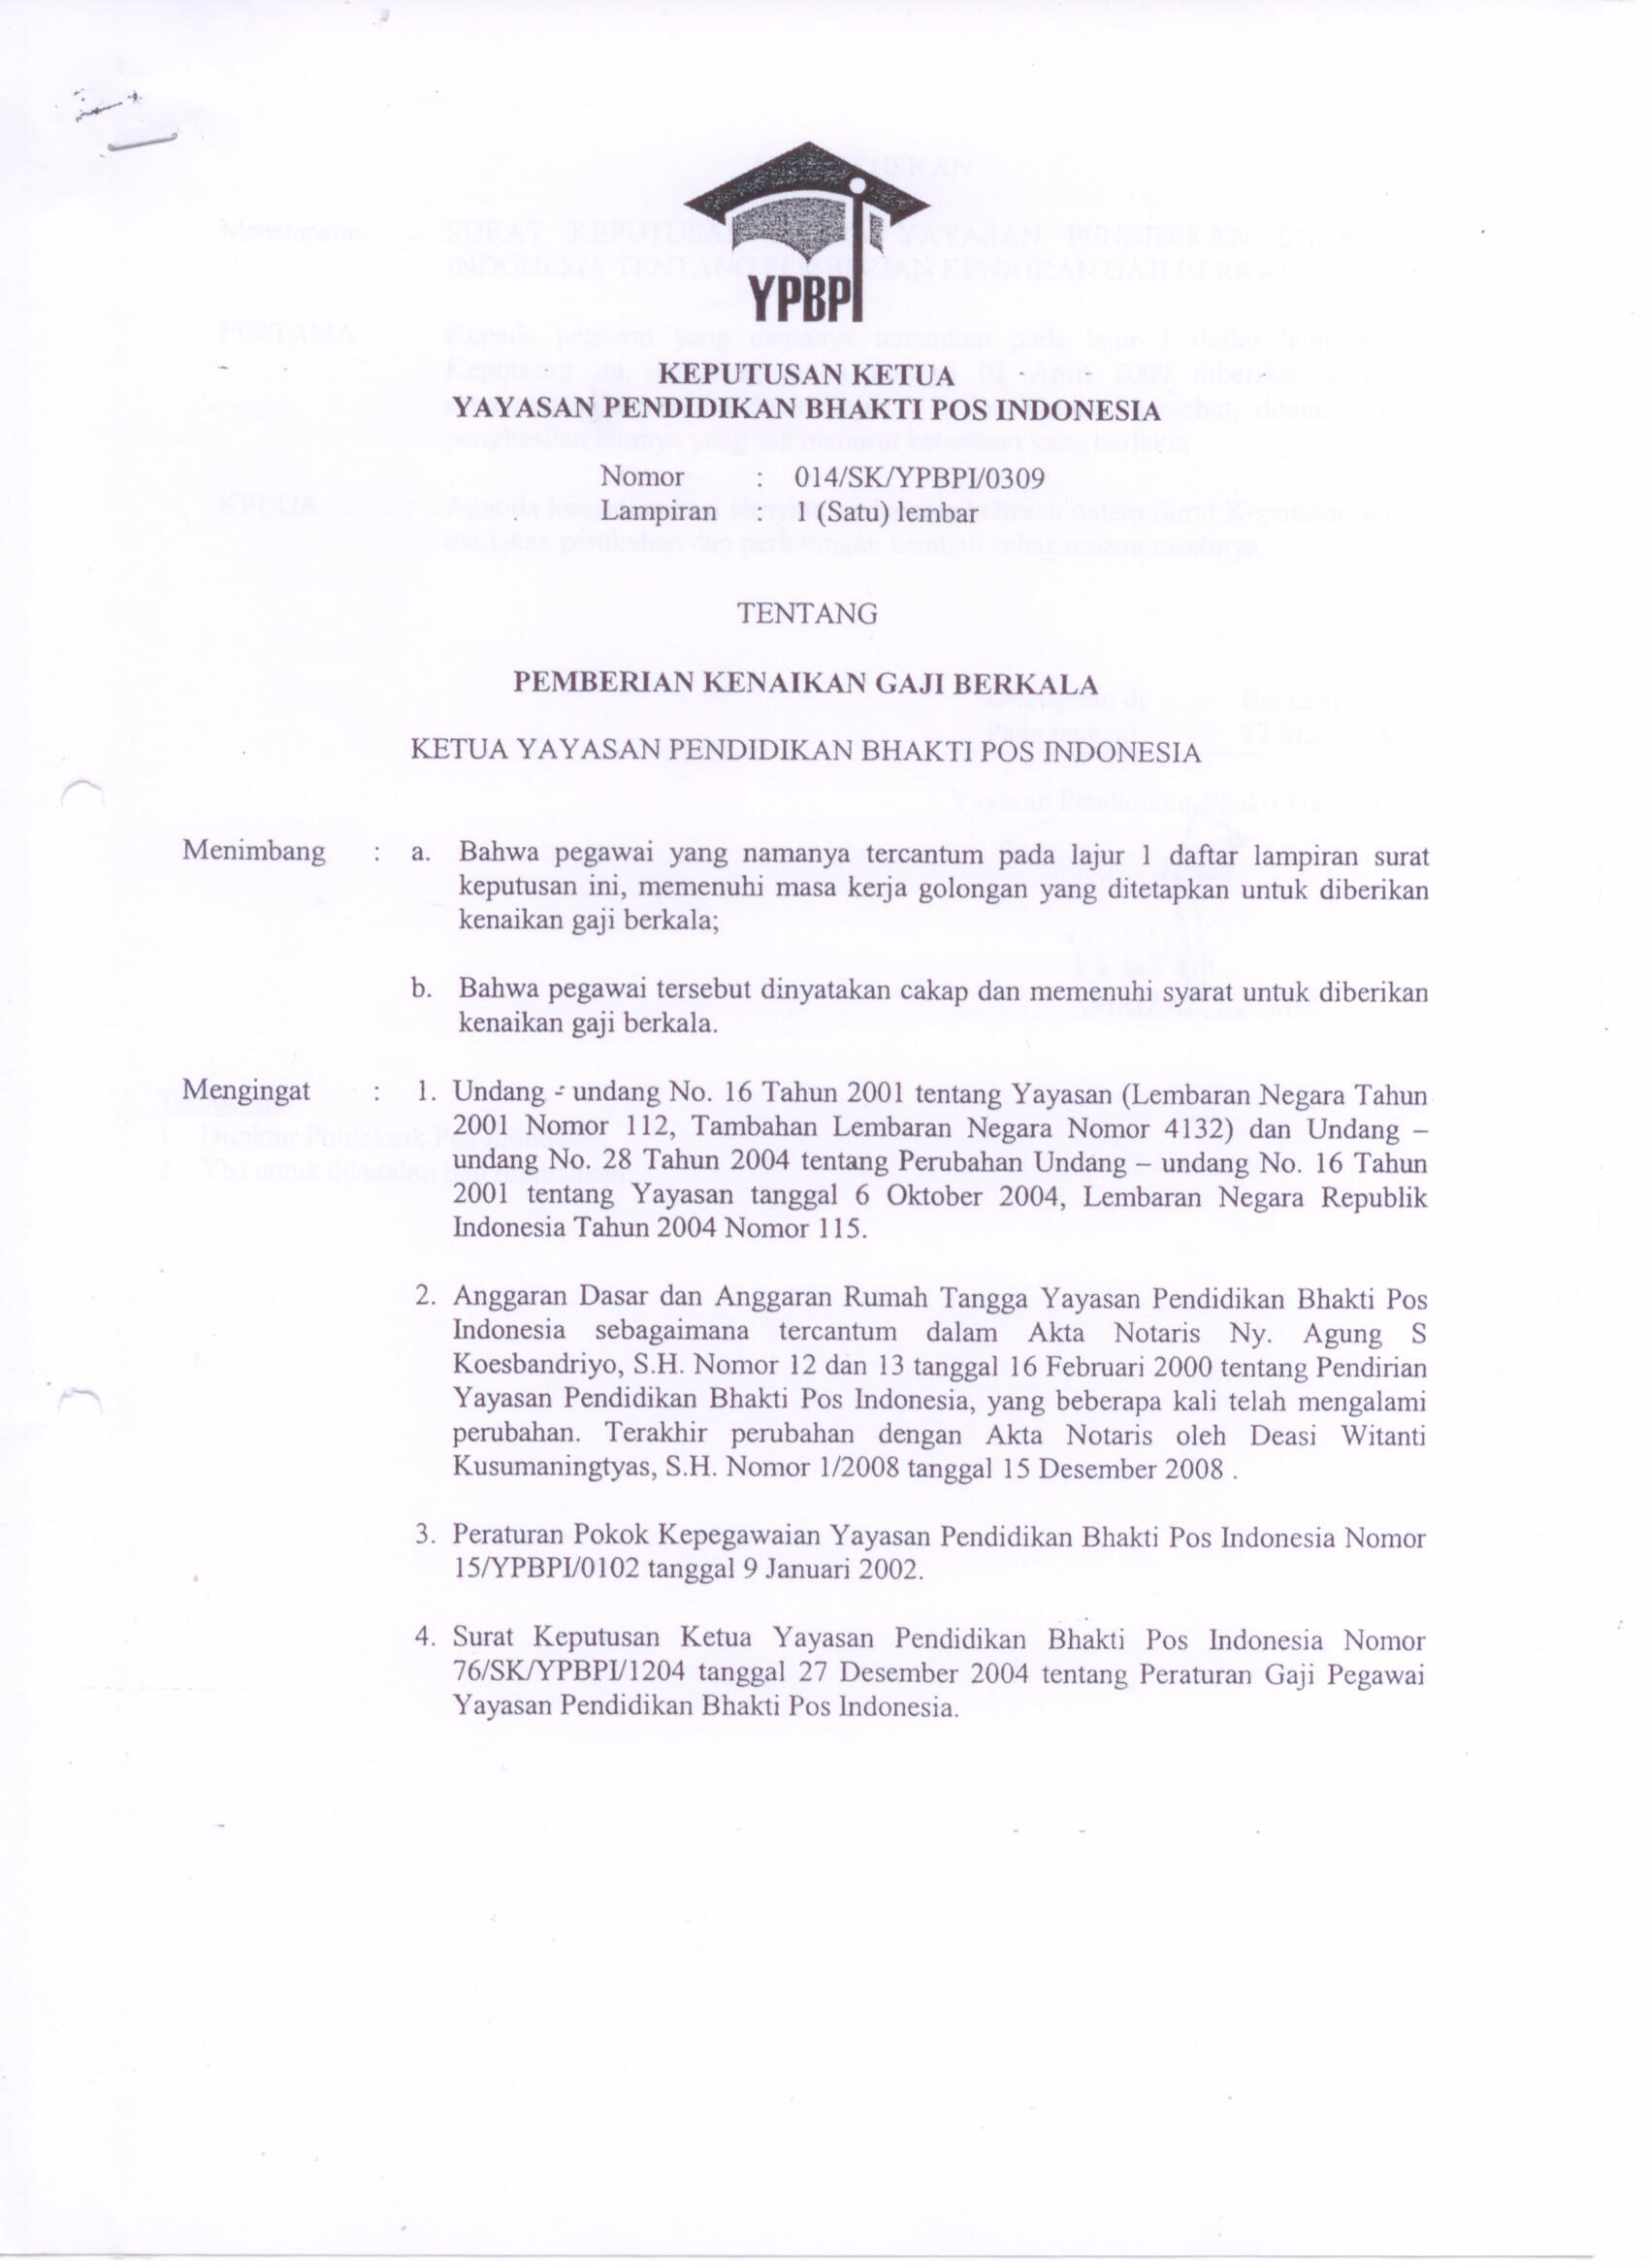 YPBPI
KEPUTUSAN KETUA
YAYASAN PENDIDIKAN BHAKTI POS INDONESIA
Nomor : 014/SK/YPBPI/0309
Lampiran : 1 (Satu) lembar
TENTANG
PEMBERIAN KENAIKAN GAJI BERKALA
KETUA YAYASAN PENDIDIKAN BHAKTI POS INDONESIA
Menimbang : a. Bahwa pegawai yang namanya tercantum pada lajur 1 daftar lampiran surat
keputusan ini, memenuhi masa kerja golongan yang ditetapkan untuk diberikan
kenaikan gaji berkala;
b. Bahwa pegawai tersebut dinyatakan cakap dan memenuhi syarat untuk diberikan
kenaikan gaji berkala.
Mengingat : 1. Undang - undang No. 16 Tahun 2001 tentang Yayasan (Lembaran Negara Tahun
2001 Nomor 112, Tambahan Lembaran Negara Nomor 4132) dan Undang –
undang No. 28 Tahun 2004 tentang Perubahan Undang – undang No. 16 Tahun
2001 tentang Yayasan tanggal 6 Oktober 2004, Lembaran Negara Republik
Indonesia Tahun 2004 Nomor 115.
2. Anggaran Dasar dan Anggaran Rumah Tangga Yayasan Pendidikan Bhakti Pos
Indonesia sebagaimana tercantum dalam Akta Notaris Ny. Agung S
Koesbandriyo, S.H. Nomor 12 dan 13 tanggal 16 Februari 2000 tentang Pendirian
Yayasan Pendidikan Bhakti Pos Indonesia, yang beberapa kali telah mengalami
perubahan. Terakhir perubahan dengan Akta Notaris oleh Deasi Witanti
Kusumaningtyas, S.H. Nomor 1/2008 tanggal 15 Desember 2008 .
3. Peraturan Pokok Kepegawaian Yayasan Pendidikan Bhakti Pos Indonesia Nomor
15/YPBPI/0102 tanggal 9 Januari 2002.
4. Surat Keputusan Ketua Yayasan Pendidikan Bhakti Pos Indonesia Nomor
76/SK/YPBPI/1204 tanggal 27 Desember 2004 tentang Peraturan Gaji Pegawai
Yayasan Pendidikan Bhakti Pos Indonesia.